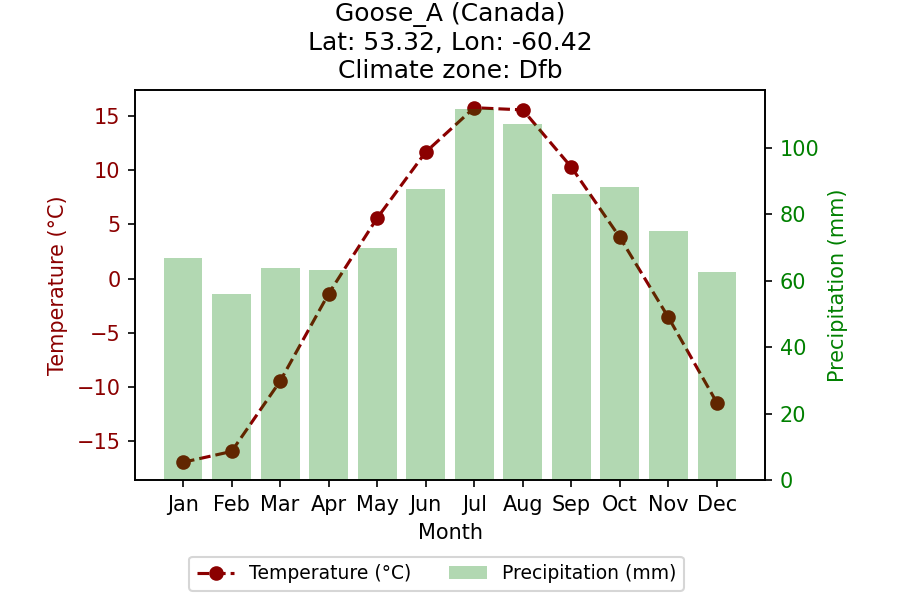 Goose_A (Canada)
Lat: 53.32, Lon: -60.42
Climate zone: Dfb
Temperature (°C)
15
10
5
0
−5
−10
−15
Precipitation (mm)
100
80
60
40
20
0
Jan Feb Mar Apr May Jun Jul Aug Sep Oct Nov Dec
Month
Temperature (°C) Precipitation (mm)